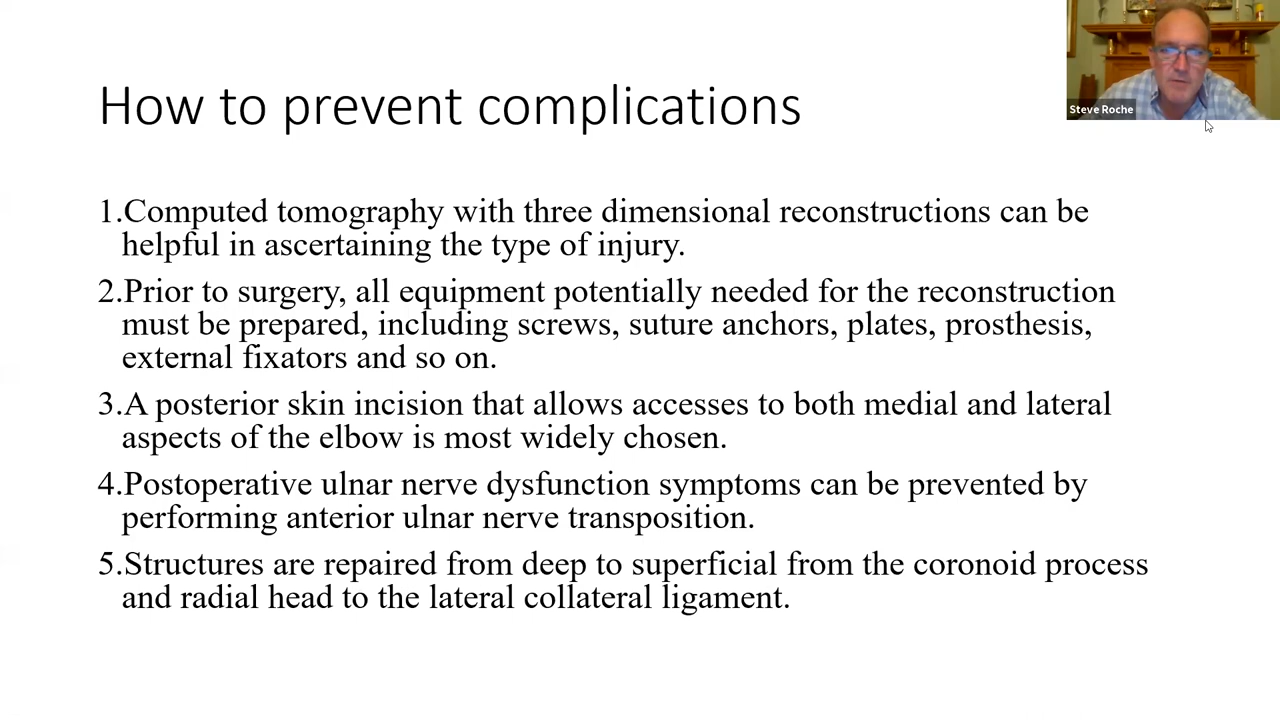 How to prevent complications
Steve Roche
1.Computed tomography with three dimensional reconstructions can be
helpful in ascertaining the type of injury.
2.Prior to surgery, all equipment potentially needed for the reconstruction
must be prepared, including screws, suture anchors, plates, prosthesis,
external fixators and so on.
3.A posterior skin incision that allows accesses to both medial and lateral
aspects of the elbow is most widely chosen.
4.Postoperative ulnar nerve dysfunction symptoms can be prevented by
performing anterior ulnar nerve transposition.
5.Structures are repaired from deep to superficial from the coronoid process
and radial head to the lateral collateral ligament.